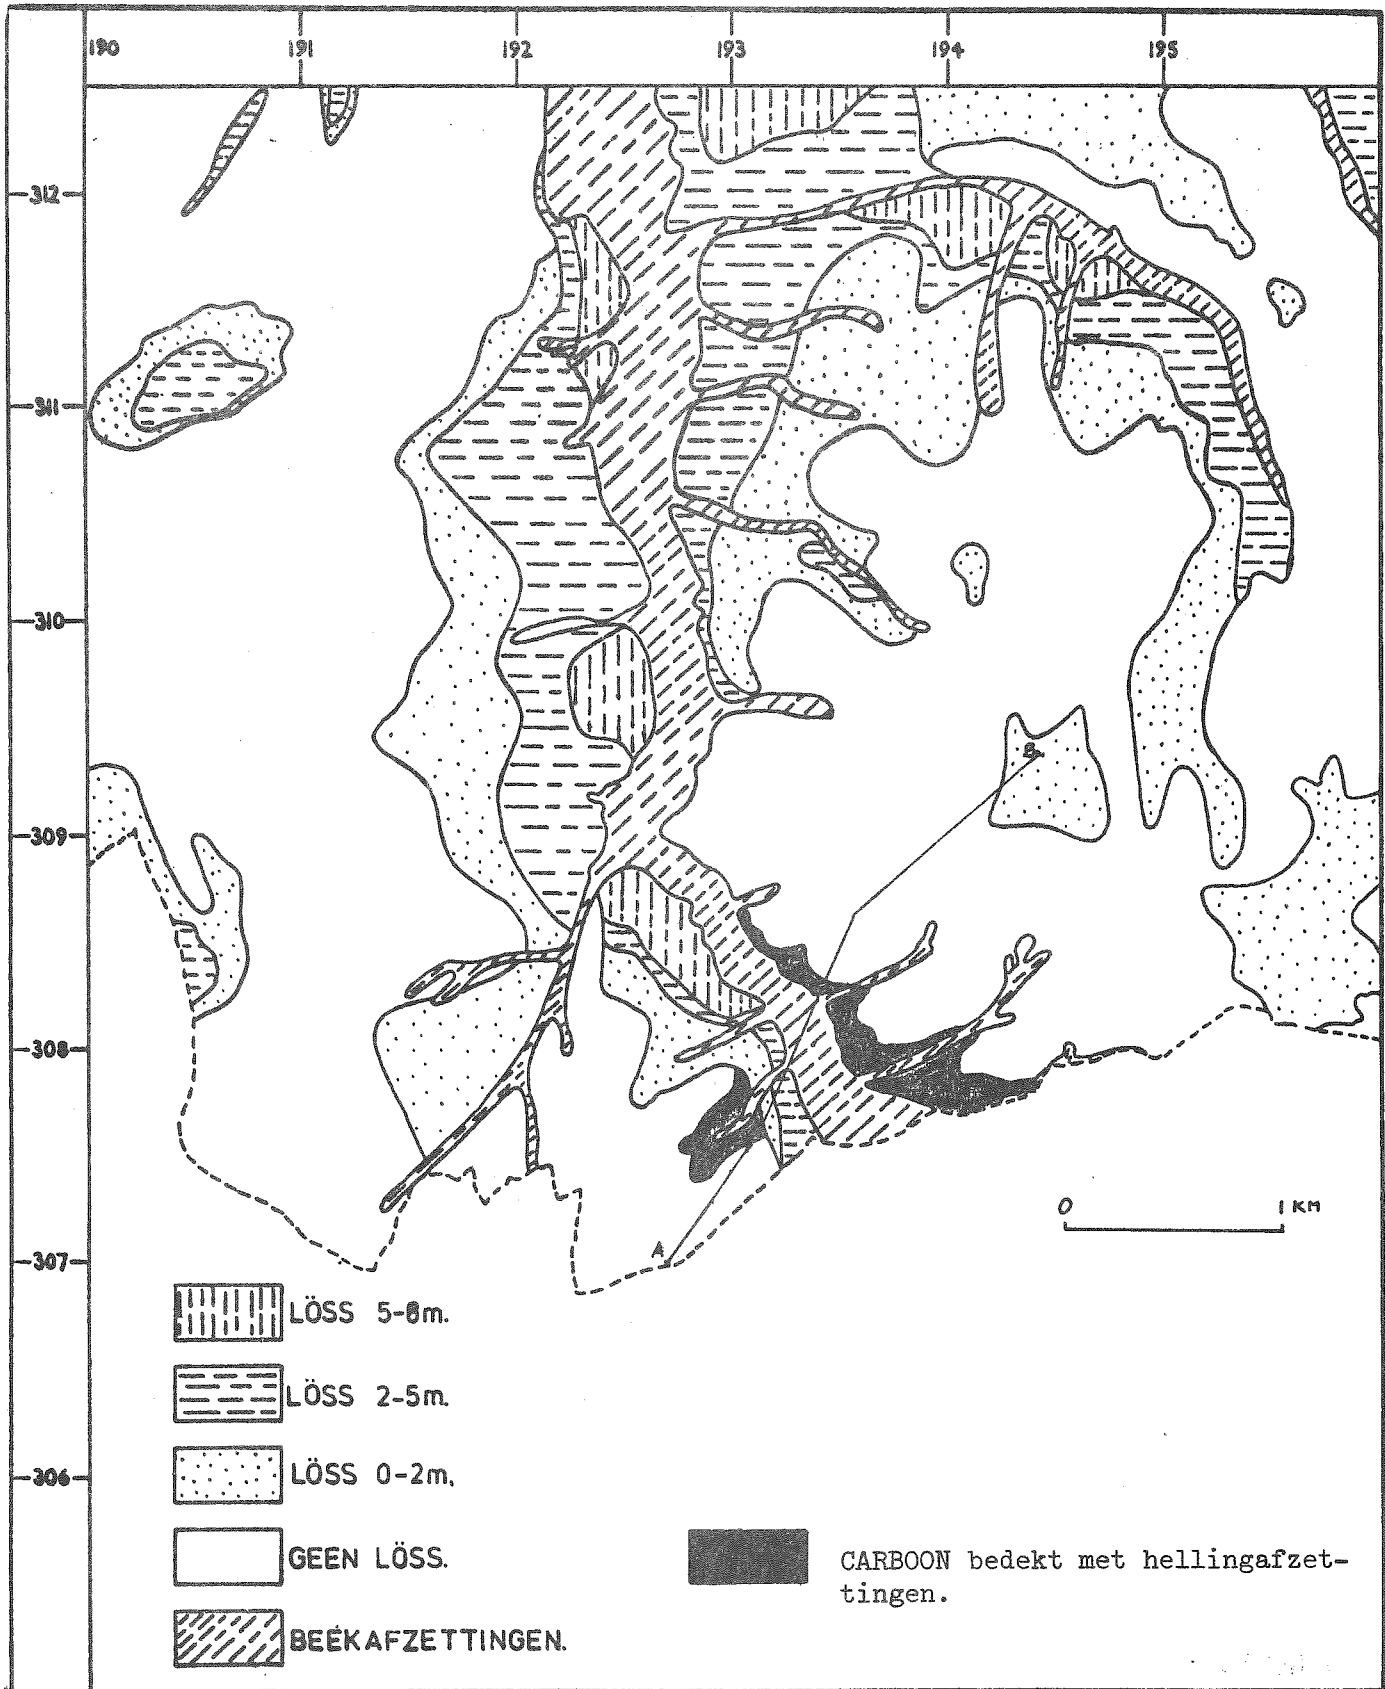 190 191 192 193 194 195
312
311
310
309
308
307
306
B
A
0 1 KM
LÖSS 5-8m.
LÖSS 2-5m.
LÖSS 0-2m.
GEEN LÖSS.
BEEKAFZETTINGEN.
CARBOON bedekt met hellingafzet-
tingen.